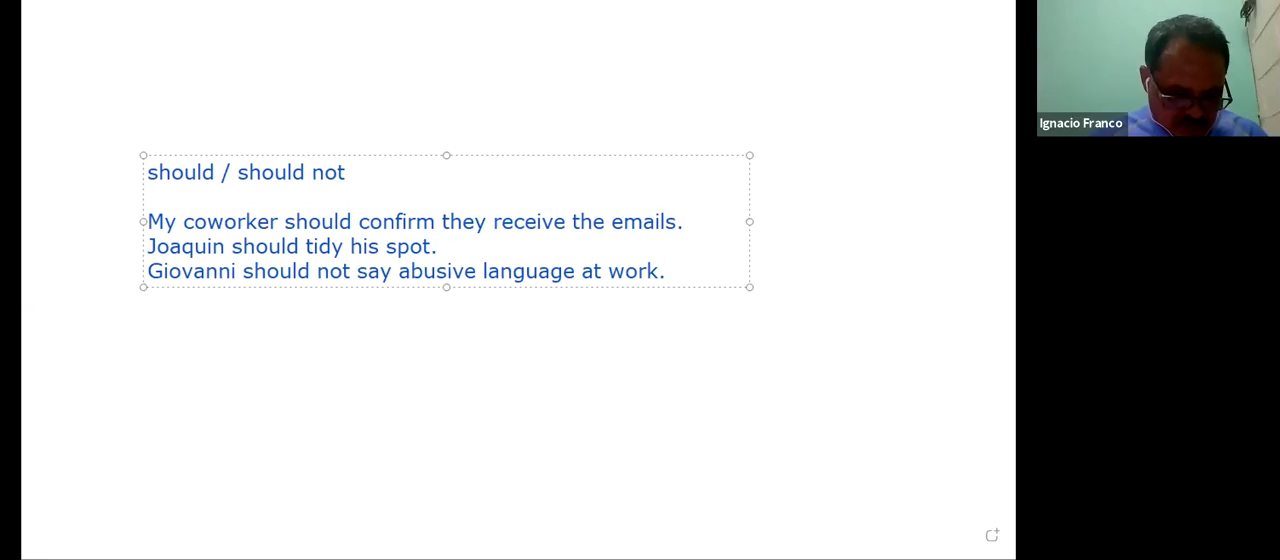 should / should not
My coworker should confirm they receive the emails.
Joaquin should tidy his spot.
Giovanni should not say abusive language at work.
Ignacio Franco